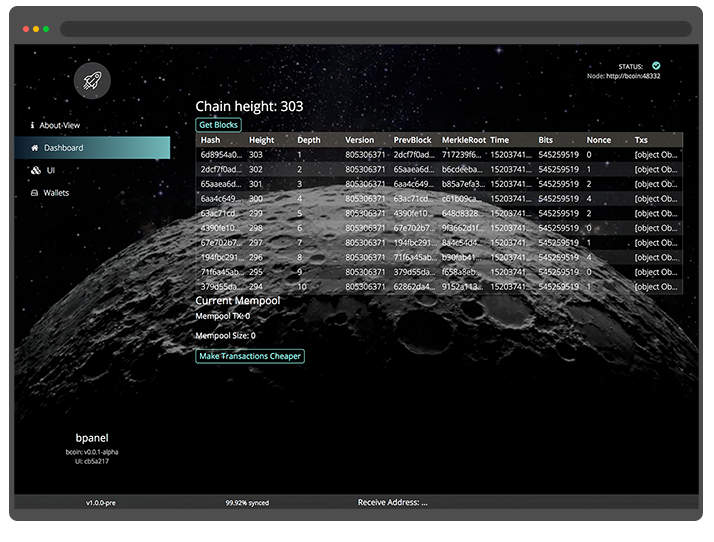 STATUS:
Node: http://bcoin:48332
About-View
Dashboard
UI
Wallets
Chain height: 303
Get Blocks
Hash Height Depth Version PrevBlock MerkleRoot Time Bits Nonce Txs
6d8954a0... 303 1 805306371 2dcf7f0ad... 717239f6... 15203741... 545259519 0 [object Ob...
2dcf7f0ad... 302 2 805306371 65aaea6d... b6cdeeba... 15203741... 545259519 1 [object Ob...
65aaea6d... 301 3 805306371 6aa4c649... b85a7efa3... 15203741... 545259519 2 [object Ob...
6aa4c649... 300 4 805306371 63ac71cd... c61b09ca... 15203741... 545259519 4 [object Ob...
63ac71cd... 299 5 805306371 4390fe10... 648d8328... 15203741... 545259519 2 [object Ob...
4390fe10... 298 6 805306371 67e702b7... 9f3662d1f... 15203741... 545259519 0 [object Ob...
67e702b7... 297 7 805306371 194fbc291... 8a4c54d4... 15203741... 545259519 1 [object Ob...
194fbc291... 296 8 805306371 71f6a45ab... b30fab41... 15203741... 545259519 4 [object Ob...
71f6a45ab... 295 9 805306371 379d55da... f658a8eb... 15203741... 545259519 0 [object Ob...
379d55da... 294 10 805306371 62862da4... 9152a113... 15203741... 545259519 1 [object Ob...
Current Mempool
Mempool TX: 0
Mempool Size: 0
Make Transactions Cheaper
bpanel
bcoin: v0.0.1-alpha
UI: cb5a217
v1.0.0-pre 99.92% synced Receive Address: ...